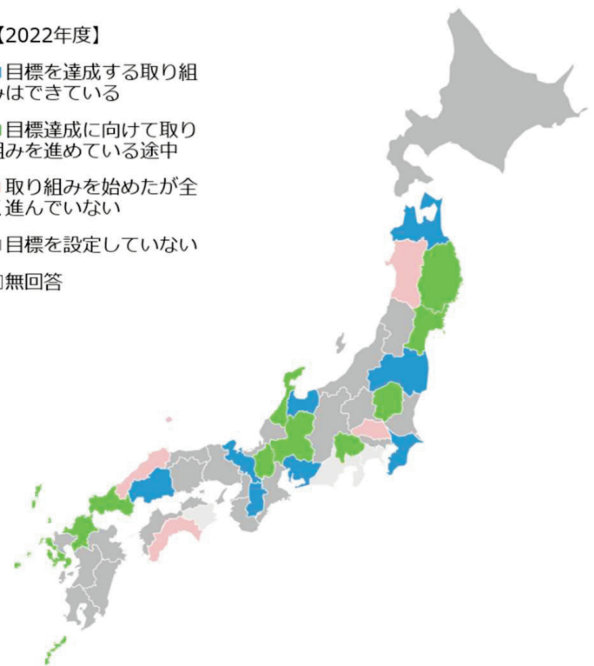 【2022年度】
目標を達成する取り組
みはできている
目標達成に向けて取り
組みを進めている途中
取り組みを始めたが全
進んでいない
目標を設定していない
無回答